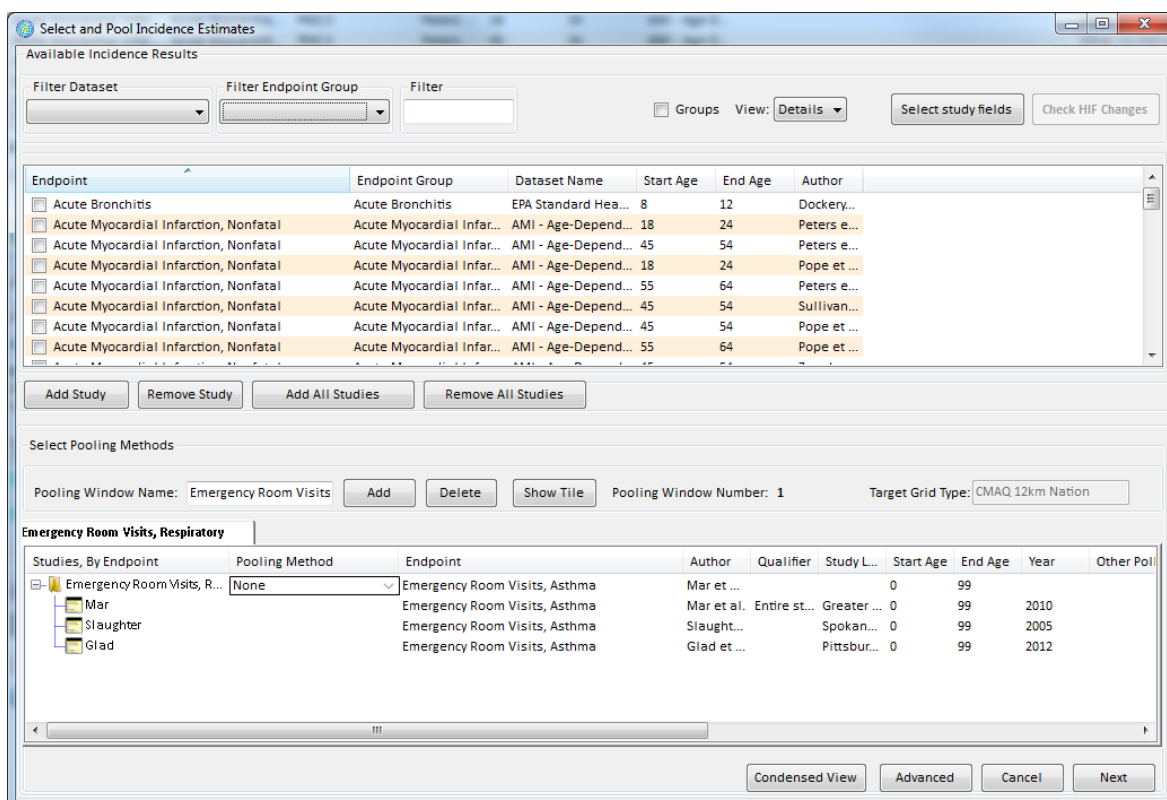 Select and Pool Incidence Estimates
Available Incidence Results
Filter Dataset Filter Endpoint Group Filter
Groups View: Details Select study fields Check HIF Changes
Endpoint Endpoint Group Dataset Name Start Age End Age Author
Acute Bronchitis Acute Bronchitis EPA Standard Hea... 8 12 Dockery...
Acute Myocardial Infarction, Nonfatal Acute Myocardial Infar... AMI - Age-Depend... 18 24 Peters e...
Acute Myocardial Infarction, Nonfatal Acute Myocardial Infar... AMI - Age-Depend... 45 54 Peters e...
Acute Myocardial Infarction, Nonfatal Acute Myocardial Infar... AMI - Age-Depend... 18 24 Pope et ...
Acute Myocardial Infarction, Nonfatal Acute Myocardial Infar... AMI - Age-Depend... 55 64 Peters e...
Acute Myocardial Infarction, Nonfatal Acute Myocardial Infar... AMI - Age-Depend... 45 54 Sullivan...
Acute Myocardial Infarction, Nonfatal Acute Myocardial Infar... AMI - Age-Depend... 45 54 Pope et ...
Acute Myocardial Infarction, Nonfatal Acute Myocardial Infar... AMI - Age-Depend... 55 64 Pope et ...
Add Study Remove Study Add All Studies Remove All Studies
Select Pooling Methods
Pooling Window Name: Emergency Room Visits Add Delete Show Tile Pooling Window Number: 1 Target Grid Type: CMAQ 12km Nation
Emergency Room Visits, Respiratory
Studies, By Endpoint Pooling Method Endpoint Author Qualifier Study L... Start Age End Age Year Other Poll
Emergency Room Visits, R... None Emergency Room Visits, Asthma Mar et ... 0 99
Mar Emergency Room Visits, Asthma Mar et al. Entire st... Greater ... 0 99 2010
Slaughter Emergency Room Visits, Asthma Slaught... Spokan... 0 99 2005
Glad Emergency Room Visits, Asthma Glad et ... Pittsbur... 0 99 2012
Condensed View Advanced Cancel Next